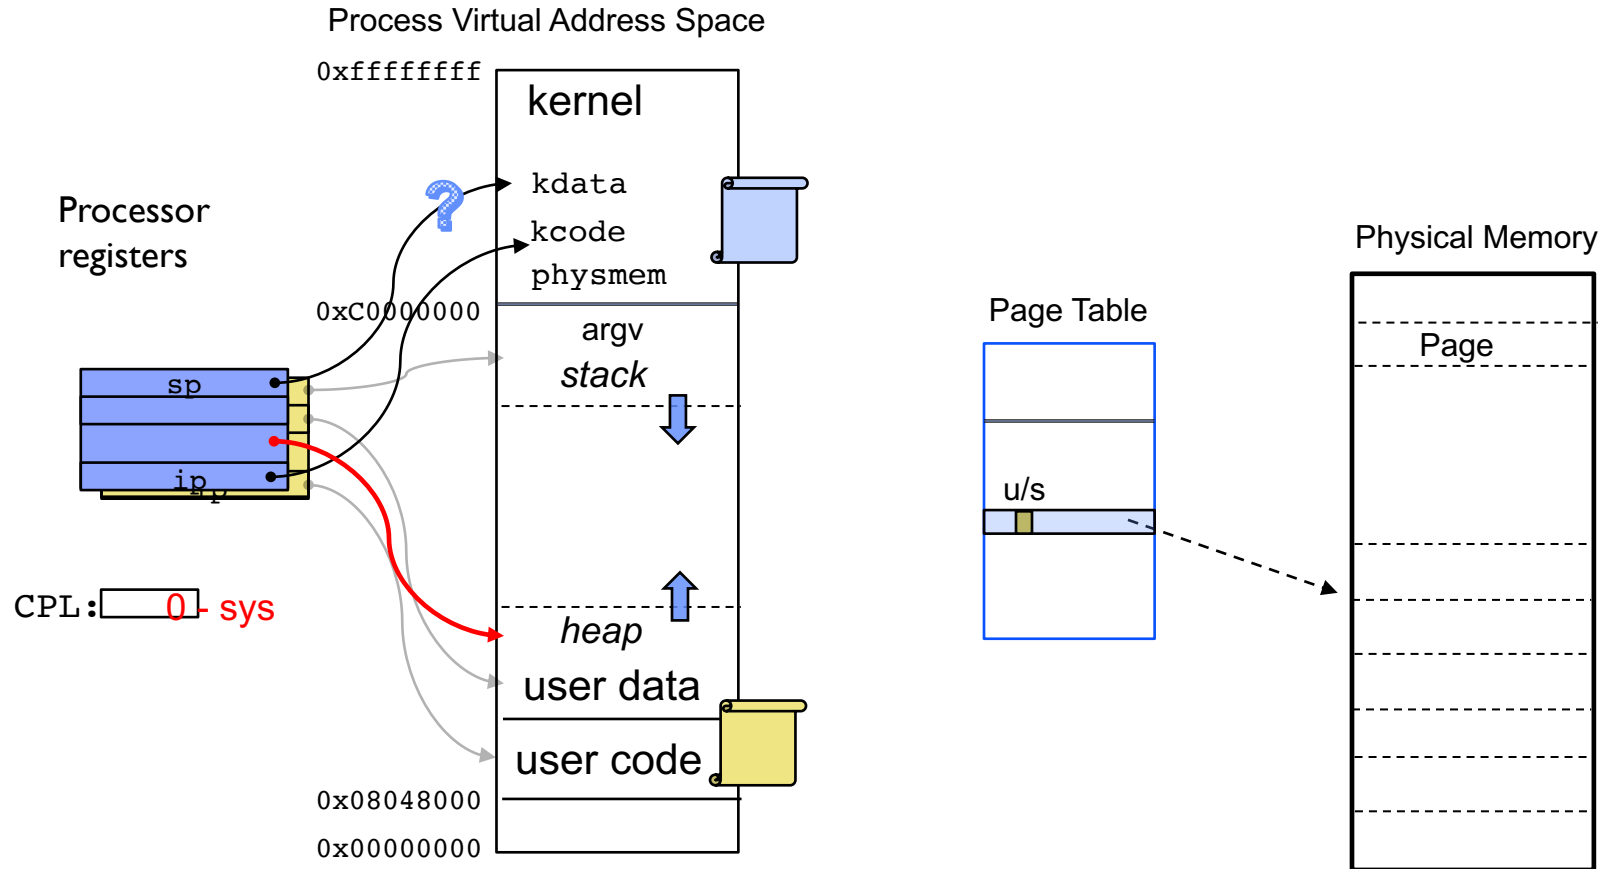 Process Virtual Address Space
0xffffffff
kernel
kdata
kcode
physmem
0xC0000000
argv
stack
heap
user data
user code
0x08048000
0x00000000
Processor
registers
sp
ip
CPL:
0 - sys
?
Page Table
u/s
Physical Memory
Page